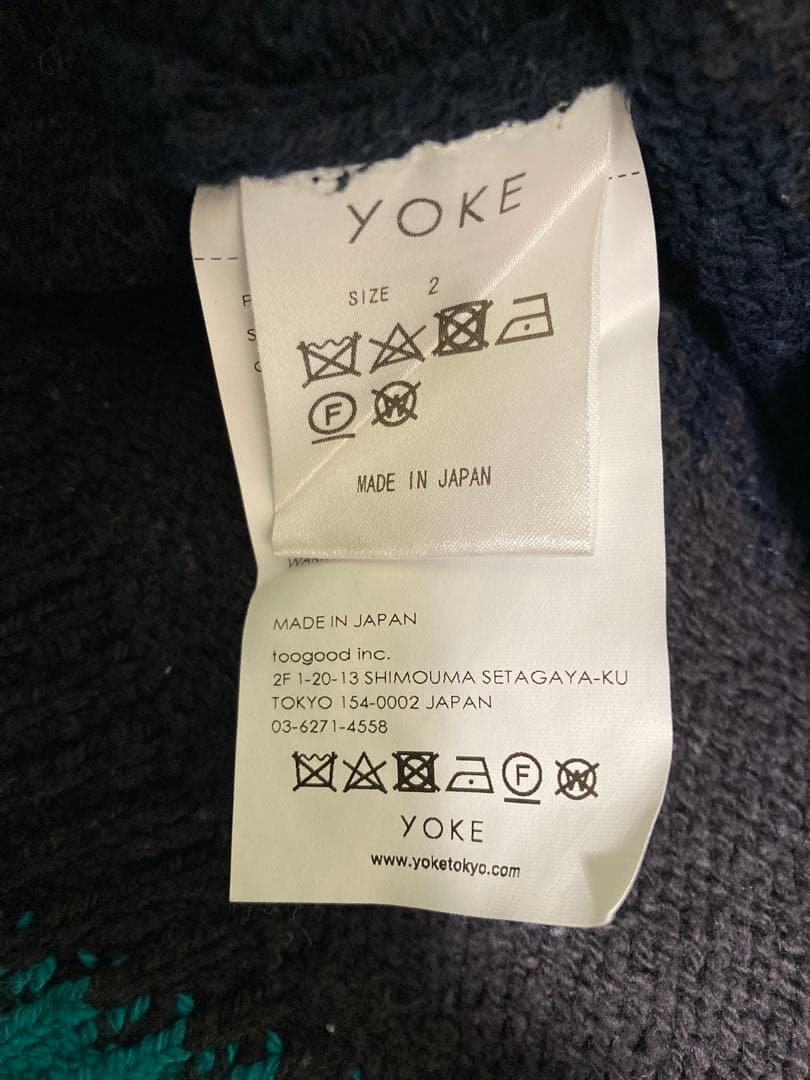 YOKE
SIZE 2
F
W
MADE IN JAPAN
MADE IN JAPAN
toogood inc.
2F 1-20-13 SHIMOUMA SETAGAYA-KU
TOKYO 154-0002 JAPAN
03-6271-4558
F
W
YOKE
www.yoketokyo.com